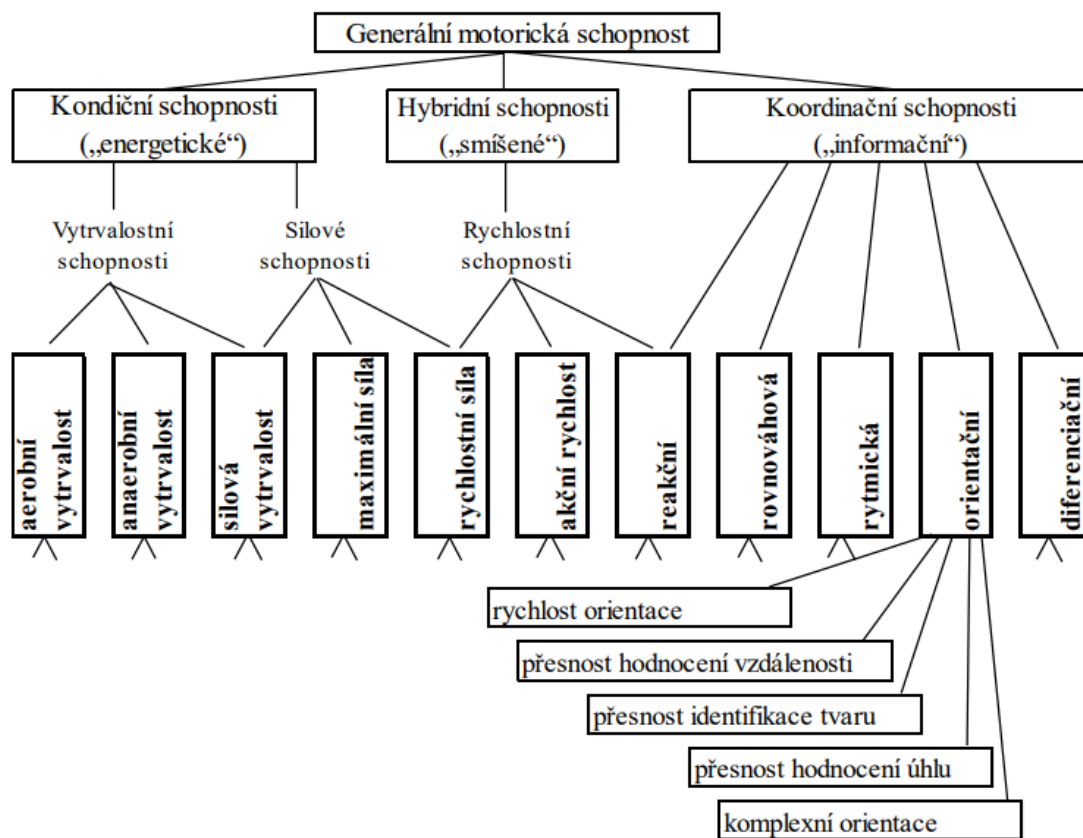 Generální motorická schopnost
Kondiční schopnosti
(„energetické“)
Hybridní schopnosti
(„smíšené“)
Koordinační schopnosti
(„informační“)
Vytrvalostní
schopnosti
Silové
schopnosti
Rychlostní
schopnosti
aerobní
vytrvalost
anaerobní
vytrvalost
silová
vytrvalost
maximální síla
rychlostní síla
akční rychlost
reakční
rovnováhová
rytmická
orientační
diferenciační
rychlost orientace
přesnost hodnocení vzdálenosti
přesnost identifikace tvaru
přesnost hodnocení úhlu
komplexní orientace